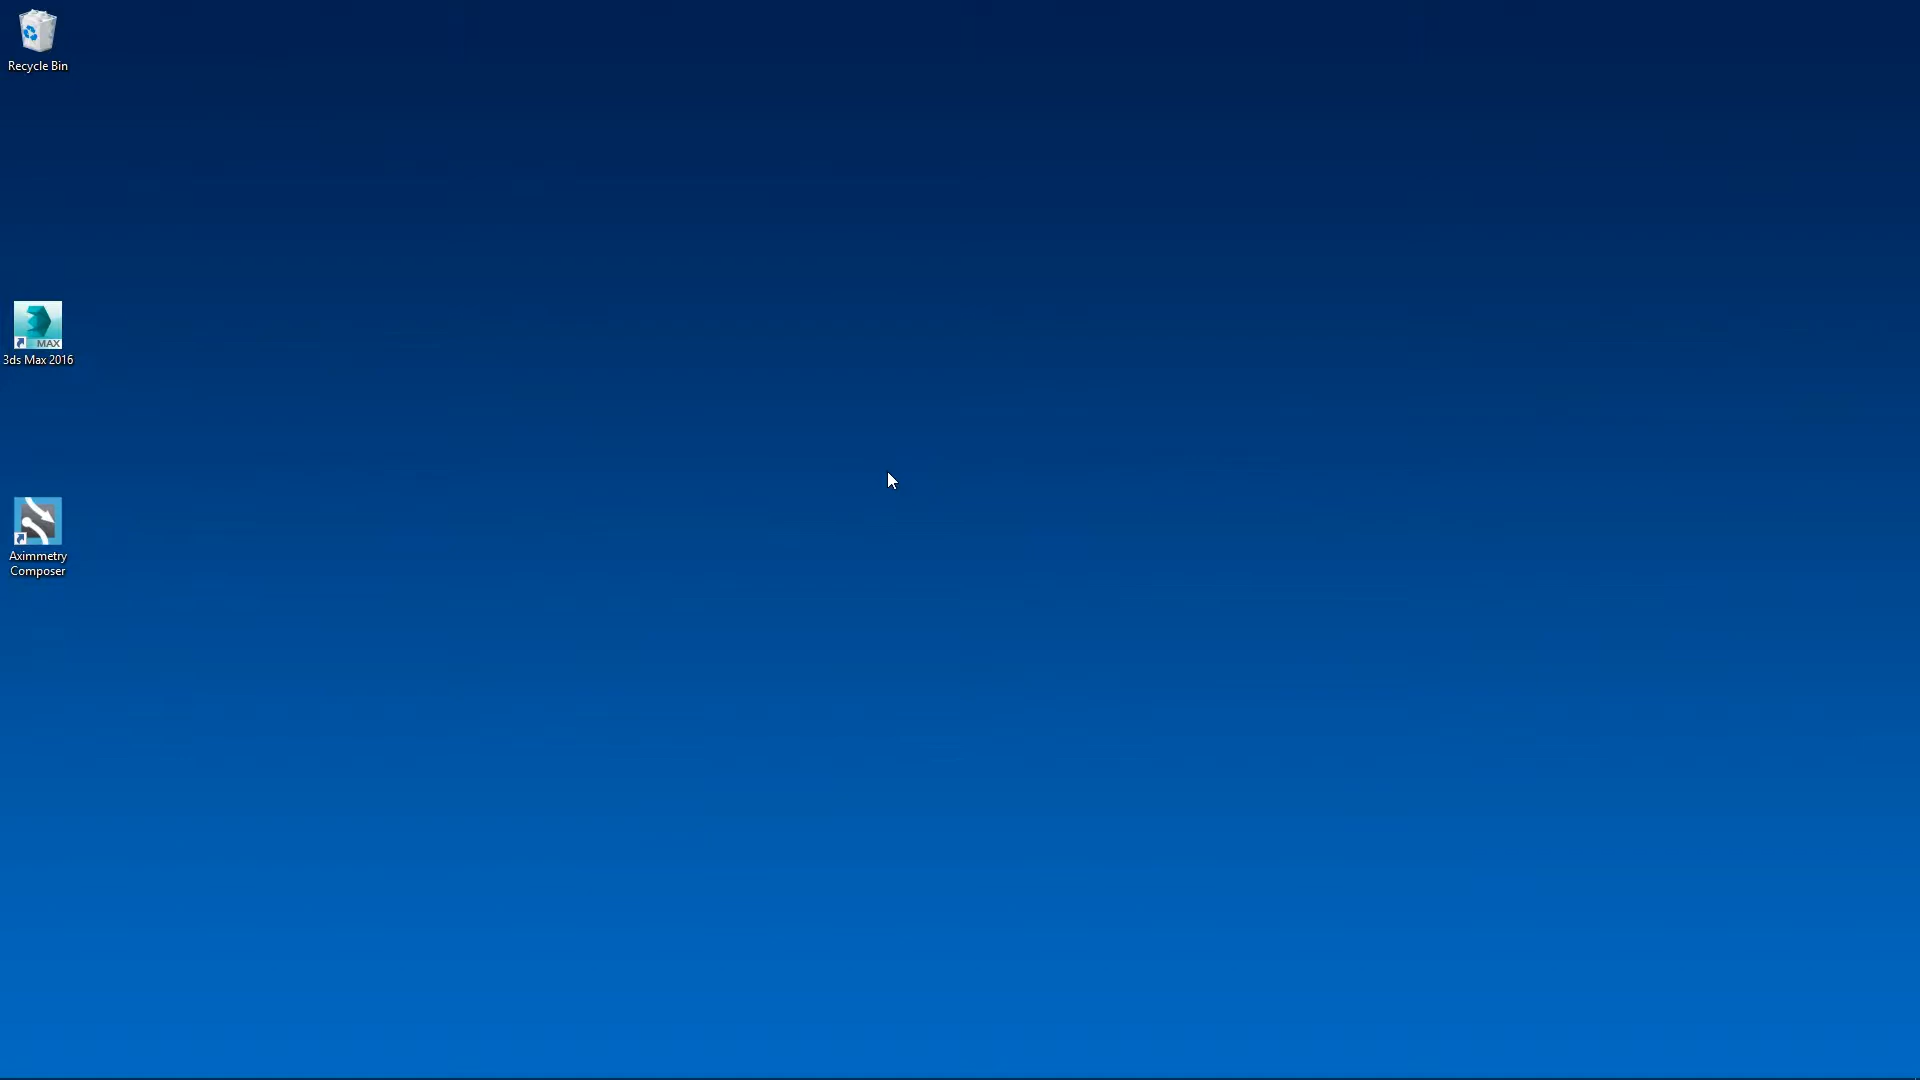 Recycle Bin
MAX
3ds Max 2016
Aximmetry
Composer